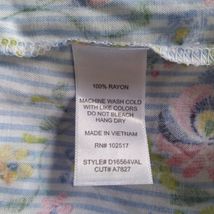 100% RAYON
MACHINE WASH COLD
WITH LIKE COLORS
DO NOT BLEACH
HANG DRY
MADE IN VIETNAM
RN# 102517
STYLE# D16564VAL
CUT# A7827